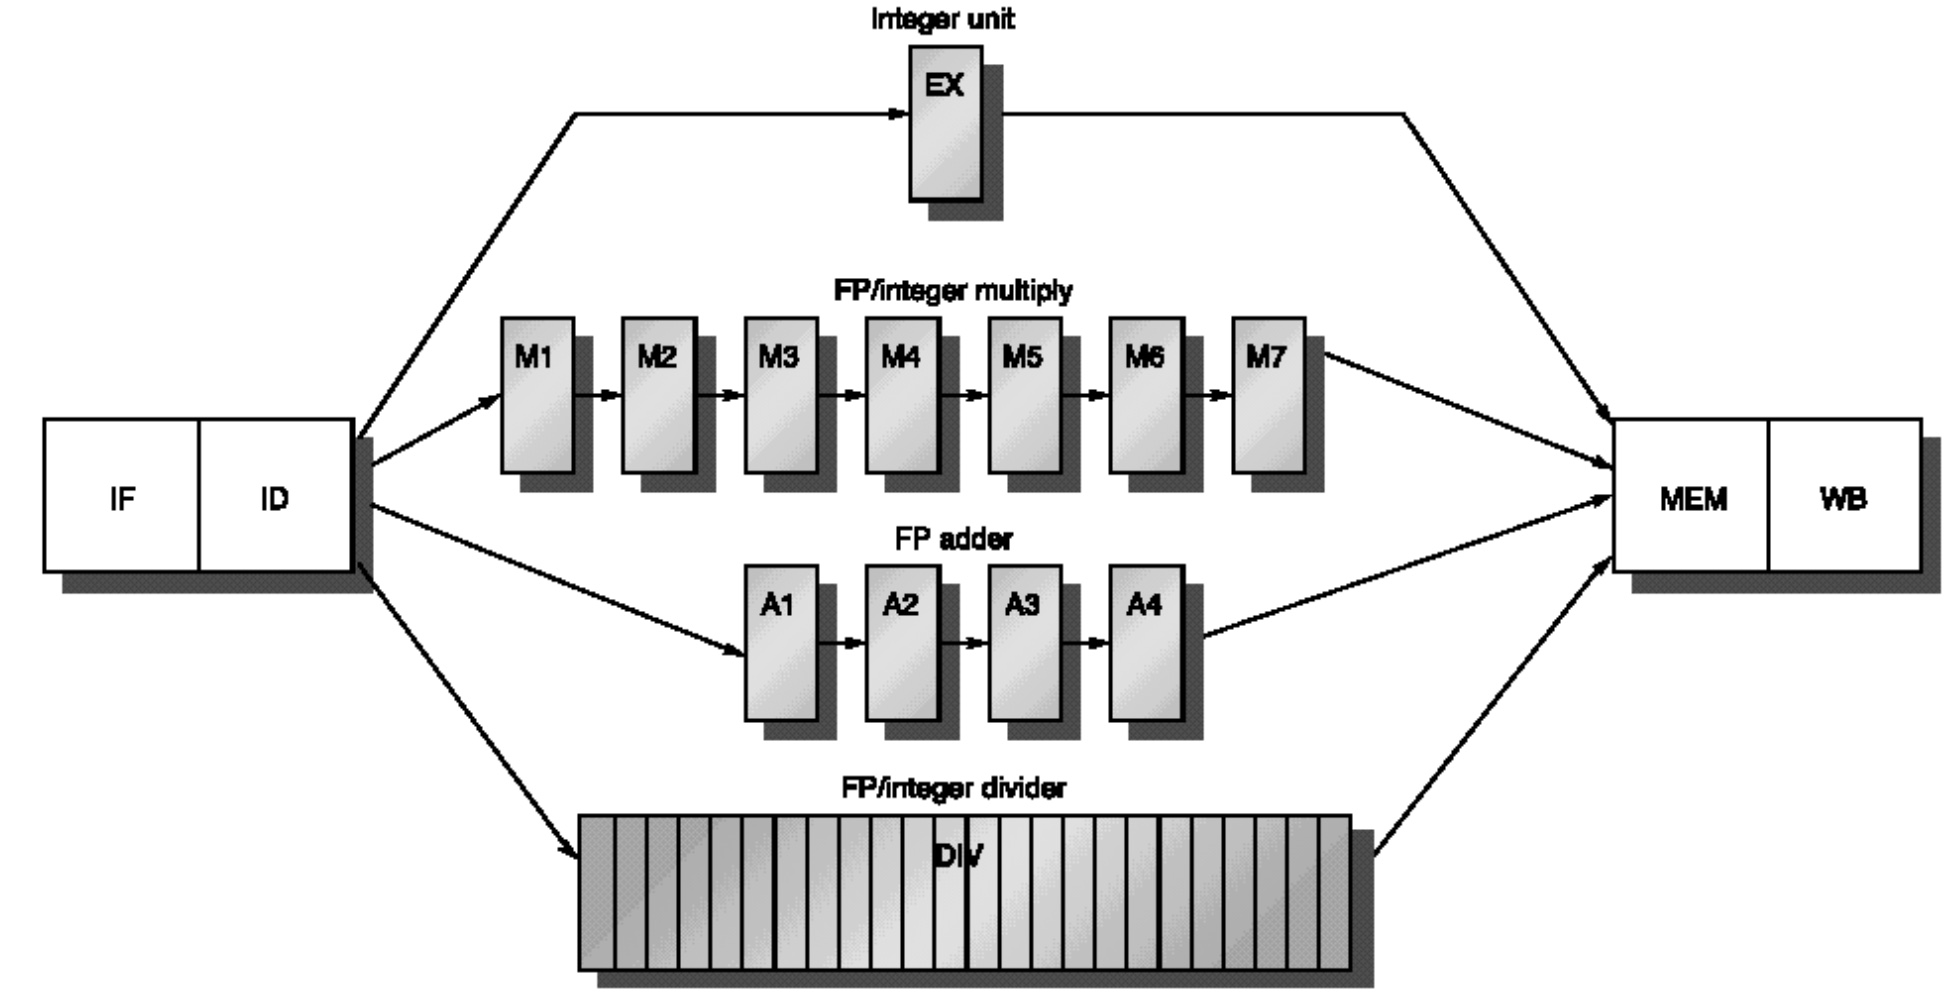 Integer unit
EX
FP/integer multiply
M1 M2 M3 M4 M5 M6 M7
IF ID
MEM WB
FP adder
A1 A2 A3 A4
FP/integer divider
DIV